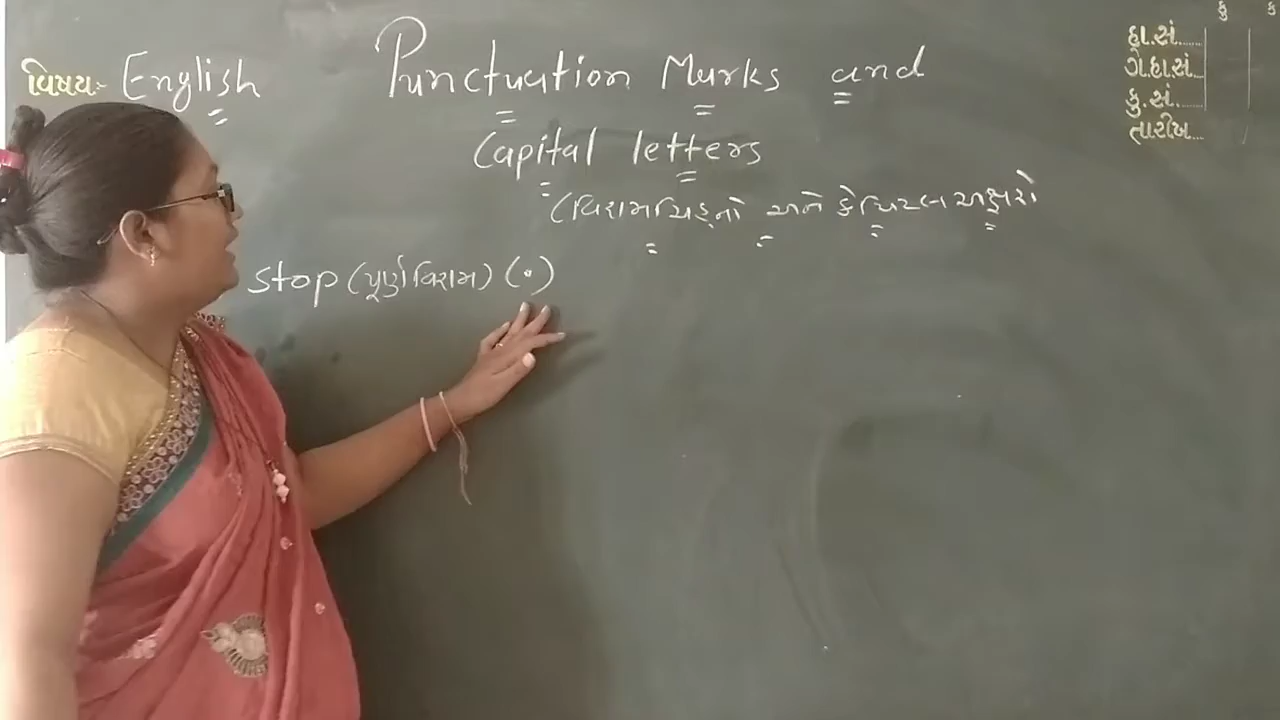 વિષય:- English
Punctuation Marks and
Capital letters
(વિરામચિહ્નો અને કેપિટલ અક્ષરો
stop (પૂર્ણવિરામ) (.)
કુ ક
હા.સં......
ગે.હા.સં...
કુ.સં........
તારીખ...